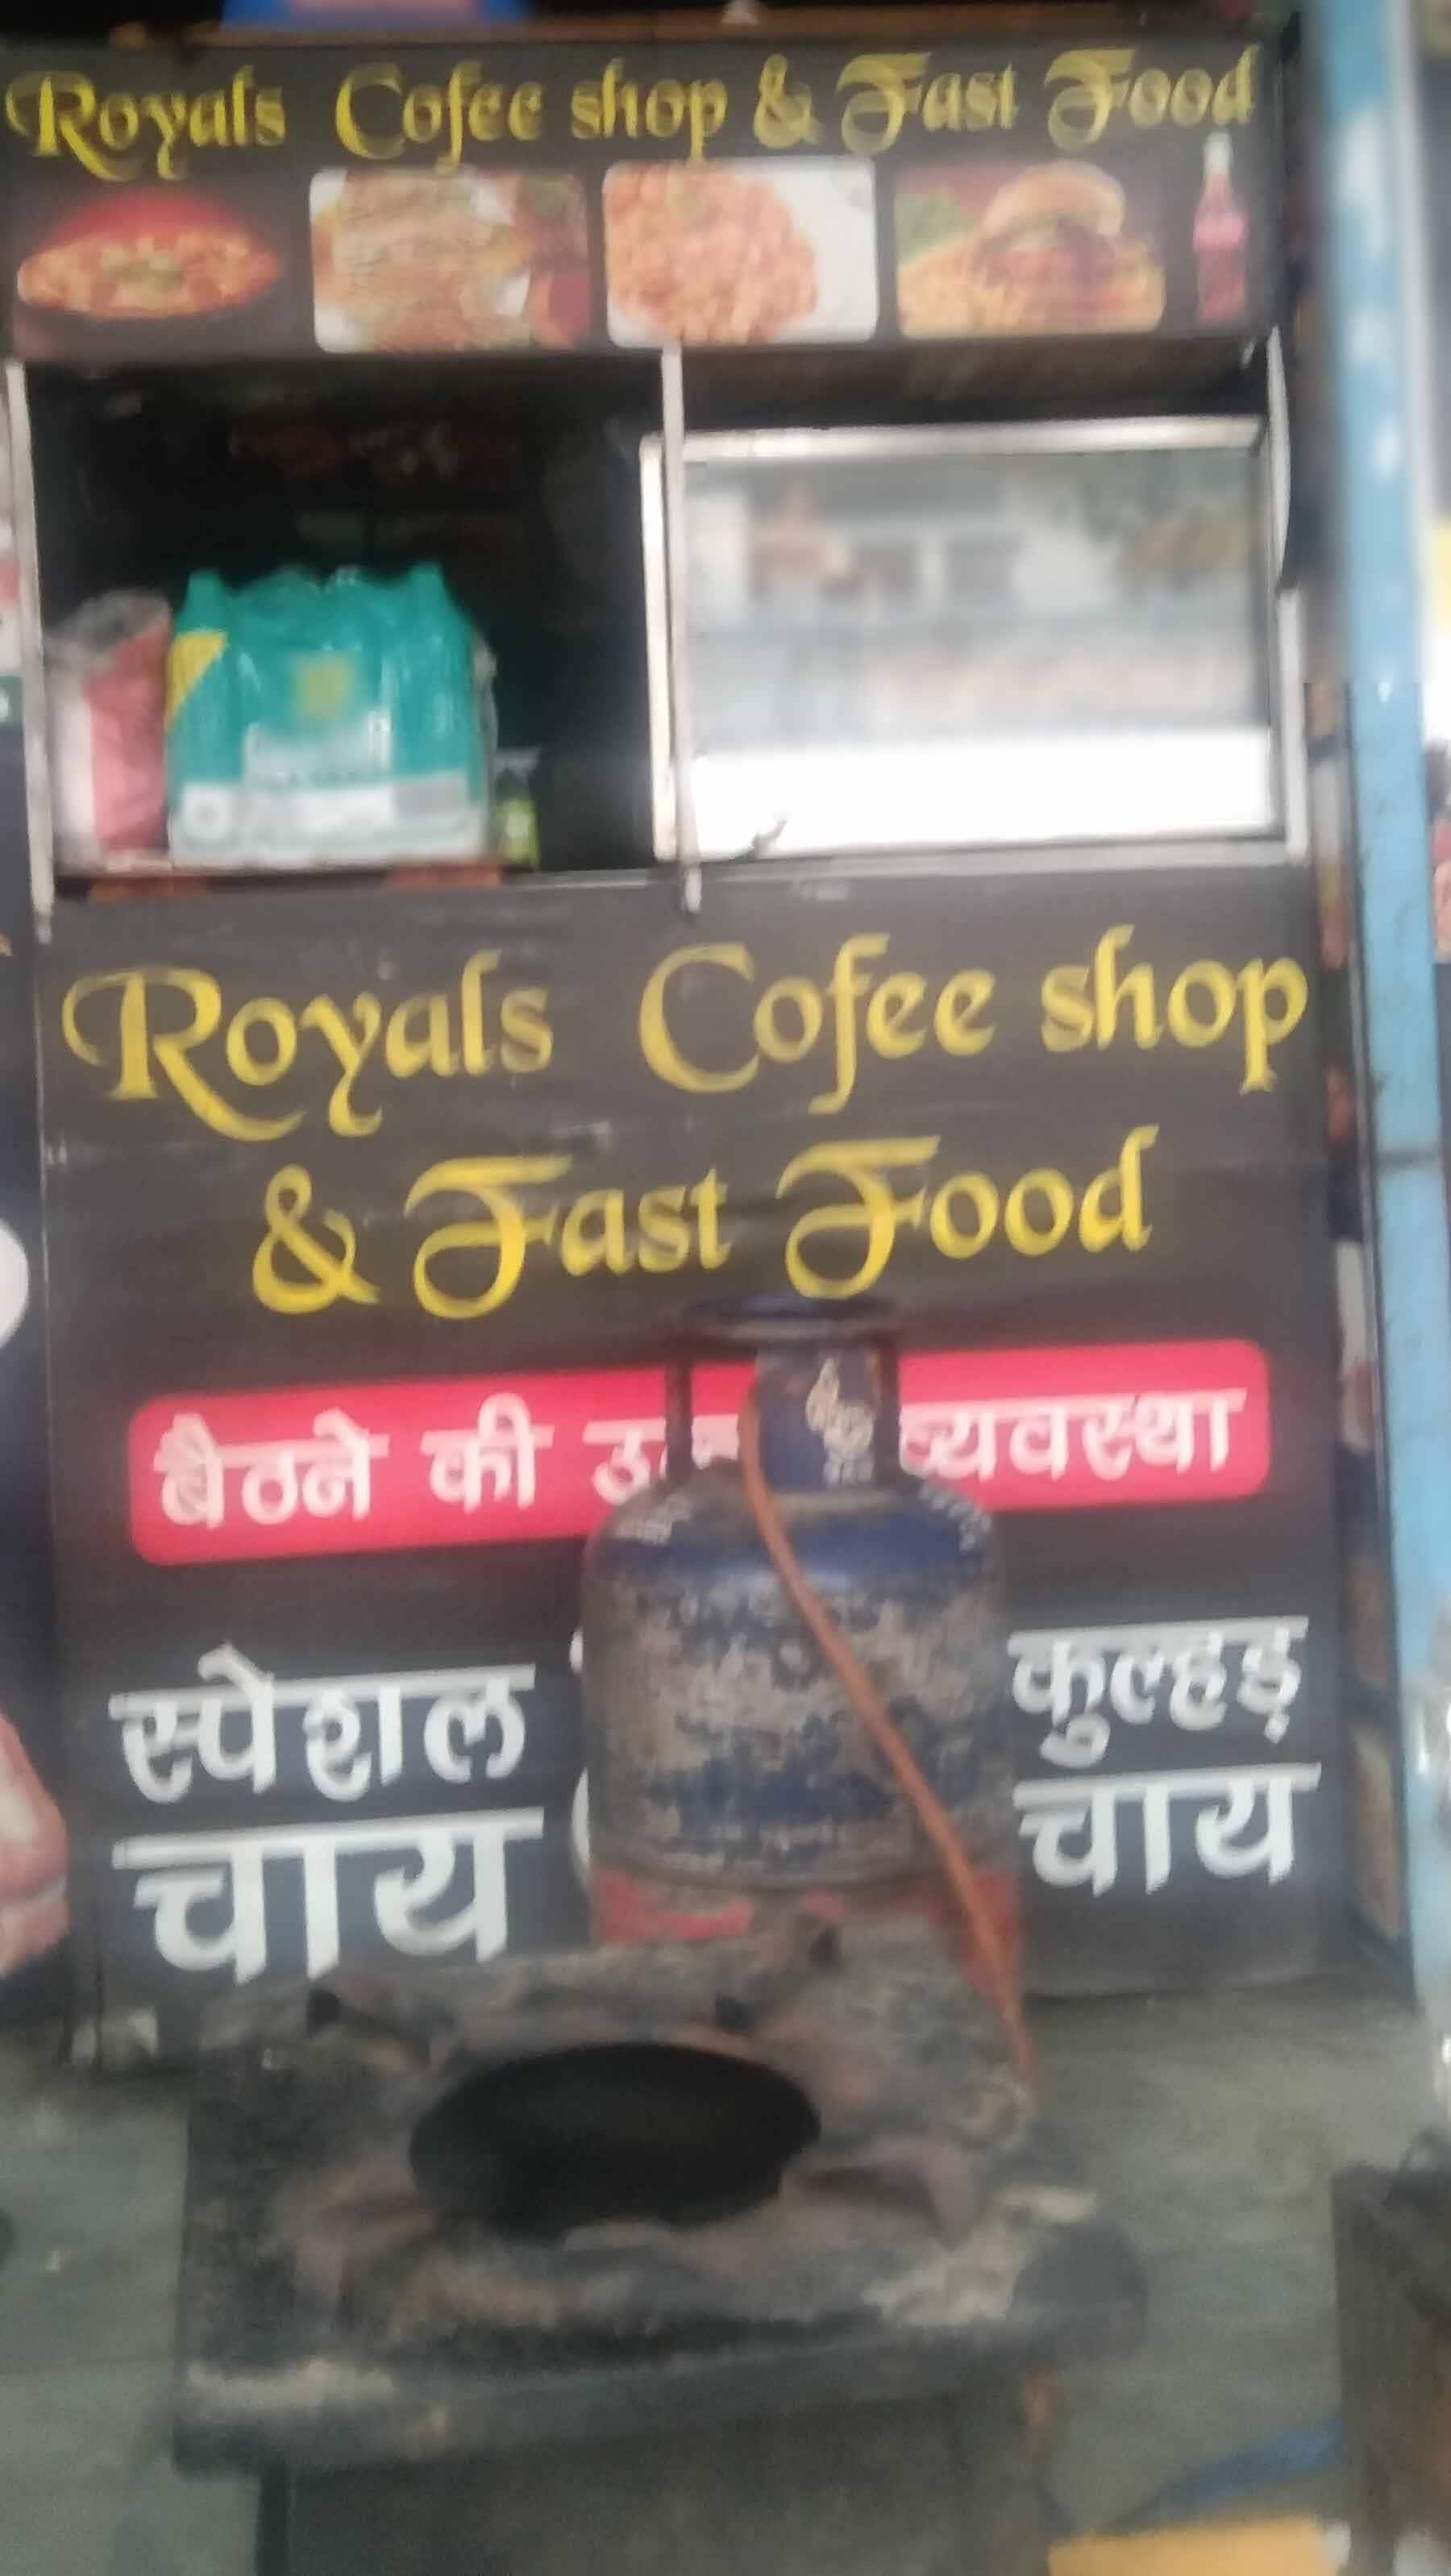 Royals Cofee shop & Fast Food
Royals Cofee shop
& Fast Food
बैठने की व्यवस्था
स्पेशल
चाय
कुल्हड़
चाय